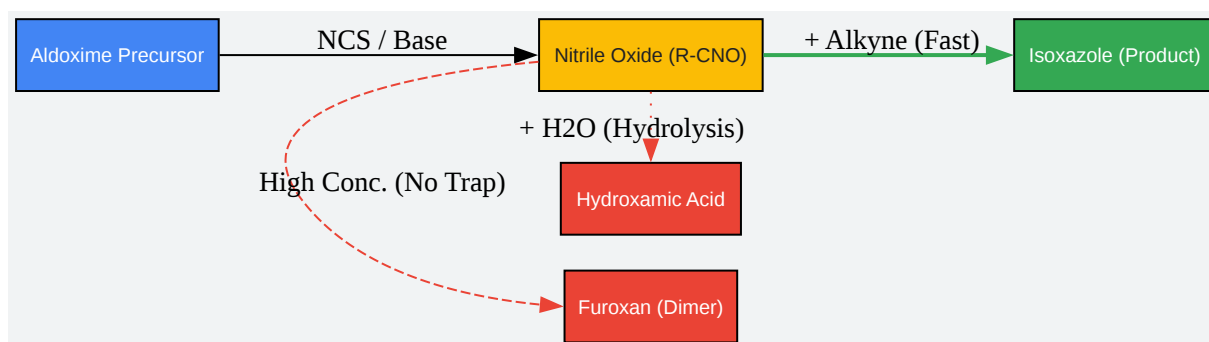 Aldoxime Precursor
NCS / Base
Nitrile Oxide (R-CNO)
+ Alkyne (Fast)
Isoxazole (Product)
+ H2O (Hydrolysis)
High Conc. (No Trap)
Hydroxamic Acid
Furoxan (Dimer)